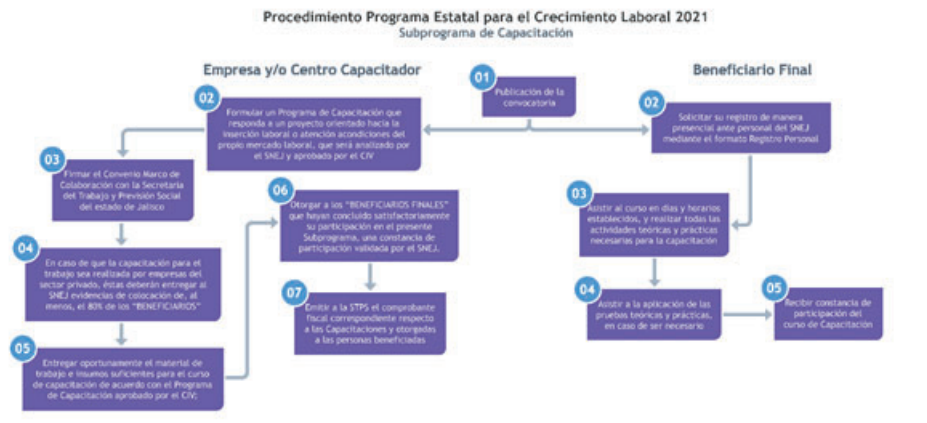 Procedimiento Programa Estatal para el Crecimiento Laboral 2021
Subprograma de Capacitación
Empresa y/o Centro Capacitador
Beneficiario Final
01
Publicación de la
convocatoria
02
Formular un Programa de Capacitación que
responda a un proyecto orientado hacia la
inserción laboral o atención acondiciones del
propio mercado laboral, que será analizado por
el SNEJ y aprobado por el CIV
03
Firmar el Convenio Marco de
Colaboración con la Secretaria
del Trabajo y Previsión Social
del estado de Jalisco
04
En caso de que la capacitación para el
trabajo sea realizada por empresas del
sector privado, éstas deberán entregar al
SNEJ evidencias de colocación de, al
menos, el 80% de los "BENEFICIARIOS"
05
Entregar oportunamente el material de
trabajo e insumos suficientes para el curso
de capacitación de acuerdo con el Programa
de Capacitación aprobado por el CIV;
06
Otorgar a los "BENEFICIARIOS FINALES"
que hayan concluido satisfactoriamente
su participación en el presente
Subprograma, una constancia de
participación validada por el SNEJ.
07
Emitir a la STPS el comprobante
fiscal correspondiente respecto
a las Capacitaciones y otorgadas
a las personas beneficiadas
02
Solicitar su registro de manera
presencial ante personal del SNEJ
mediante el formato Registro Personal
03
Asistir al curso en días y horarios
establecidos, y realizar todas las
actividades teóricas y prácticas
necesarias para la capacitación
04
Asistir a la aplicación de las
pruebas teóricas y prácticas,
en caso de ser necesario
05
Recibir constancia de
participación del
curso de Capacitación